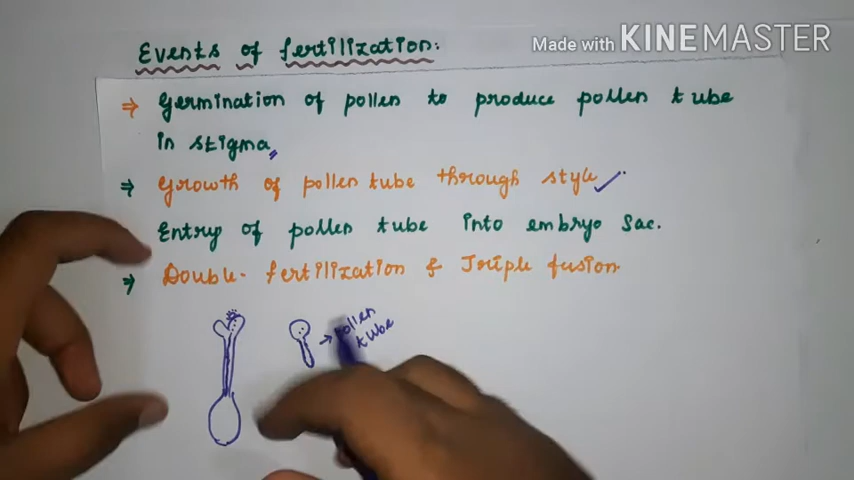 Events of fertilization:
Made with KINEMASTER
⇒ Germination of pollen to produce pollen tube
in stigma,
⇒ Growth of pollen tube through style ✓
Entry of pollen tube into embryo sac.
⇒ Double fertilization & Triple fusion
→ pollen
tube